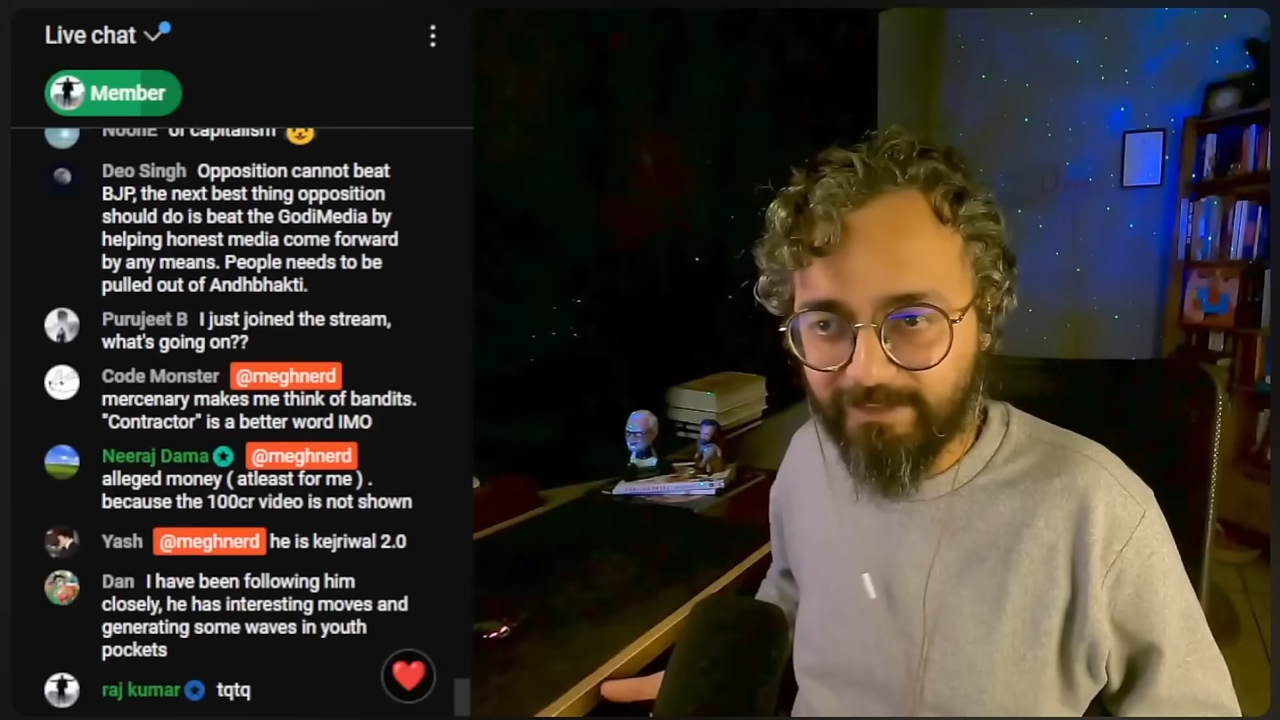 Live chat
Member
NoonE of capitalism
Deo Singh Opposition cannot beat
BJP, the next best thing opposition
should do is beat the GodiMedia by
helping honest media come forward
by any means. People needs to be
pulled out of Andhbhakti.
Purujeet B I just joined the stream,
what's going on??
Code Monster @meghnerd
mercenary makes me think of bandits.
"Contractor" is a better word IMO
Neeraj Dama @meghnerd
alleged money ( atleast for me ) .
because the 100cr video is not shown
Yash @meghnerd he is kejriwal 2.0
Dan I have been following him
closely, he has interesting moves and
generating some waves in youth
pockets
raj kumar tqtq